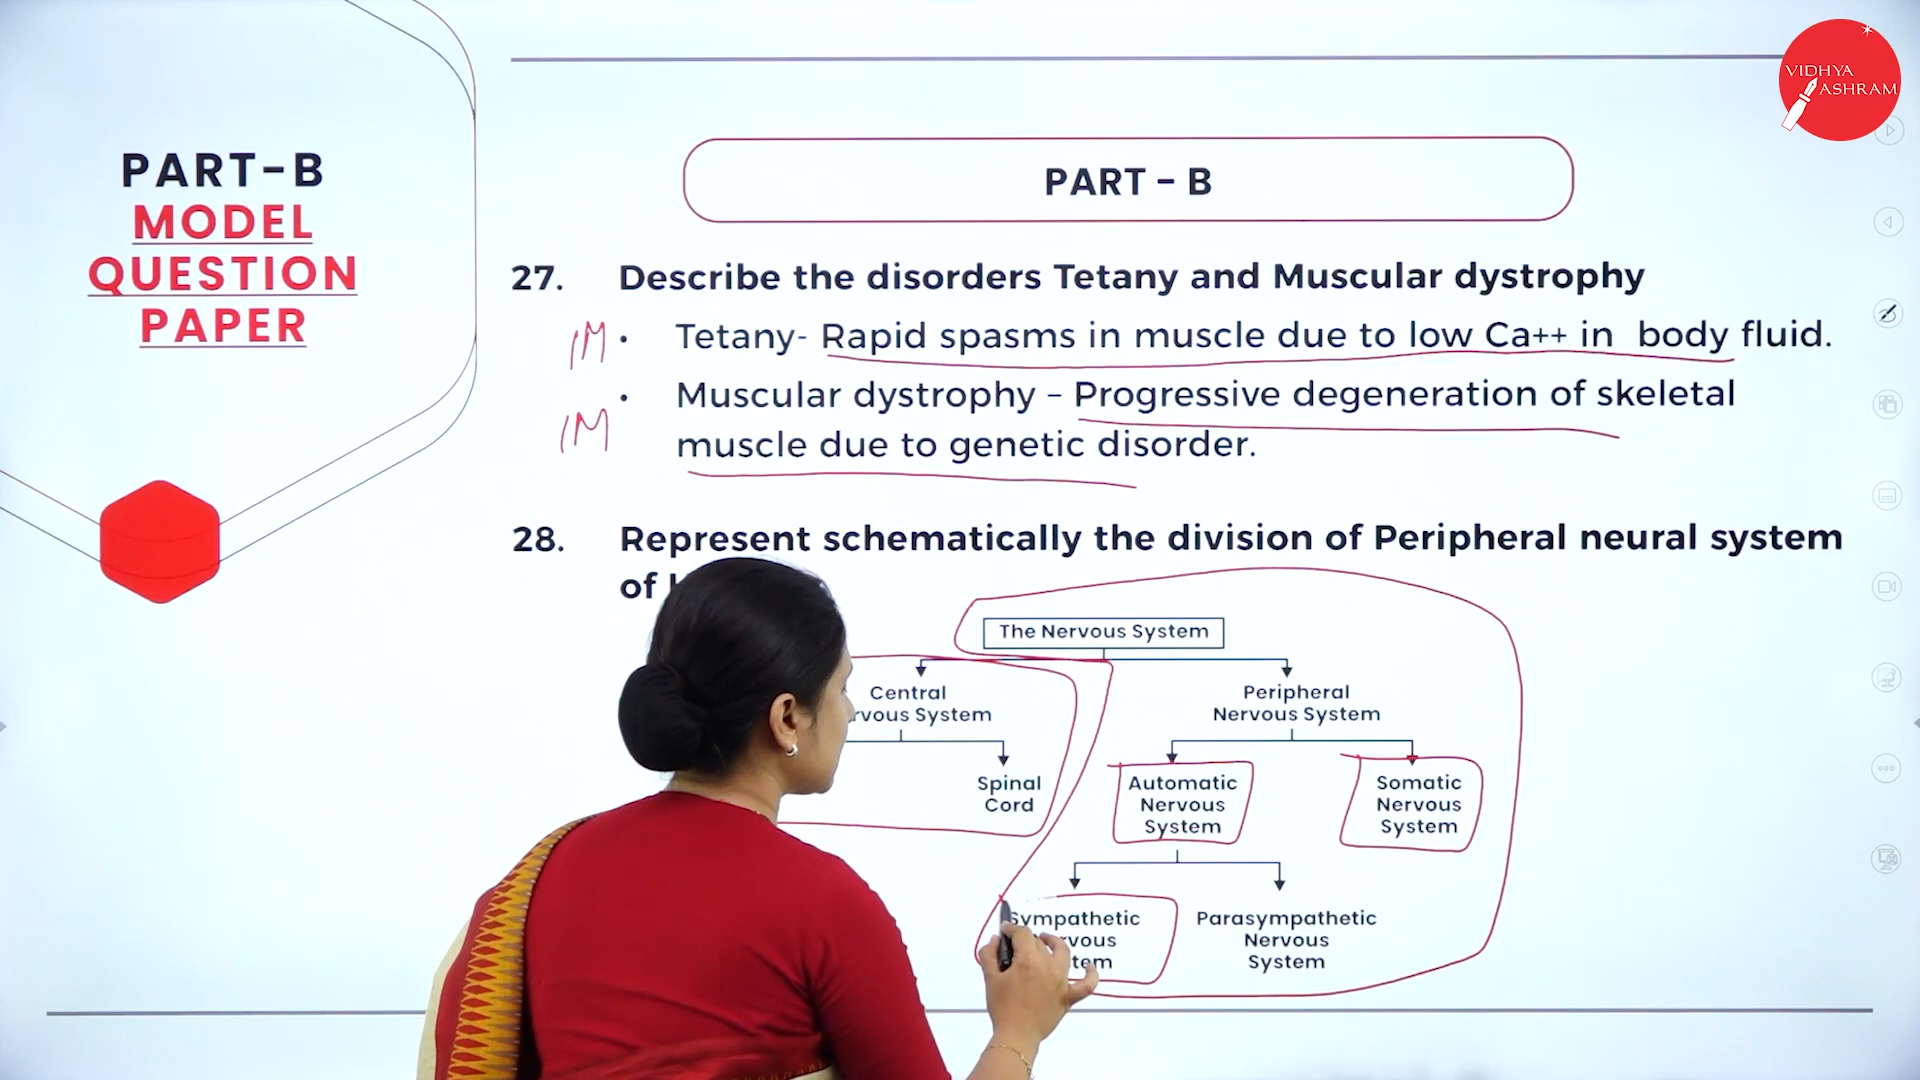 VIDHYA
ASHRAM
PART-B
MODEL
QUESTION
PAPER
PART - B
27. Describe the disorders Tetany and Muscular dystrophy
1M • Tetany- Rapid spasms in muscle due to low Ca++ in body fluid.
1M • Muscular dystrophy – Progressive degeneration of skeletal
muscle due to genetic disorder.
28. Represent schematically the division of Peripheral neural system
of
The Nervous System
Central
System
Spinal
Cord
Peripheral
Nervous System
Automatic
Nervous
System
Somatic
Nervous
System
Sympathetic
Parasympathetic
Nervous
System